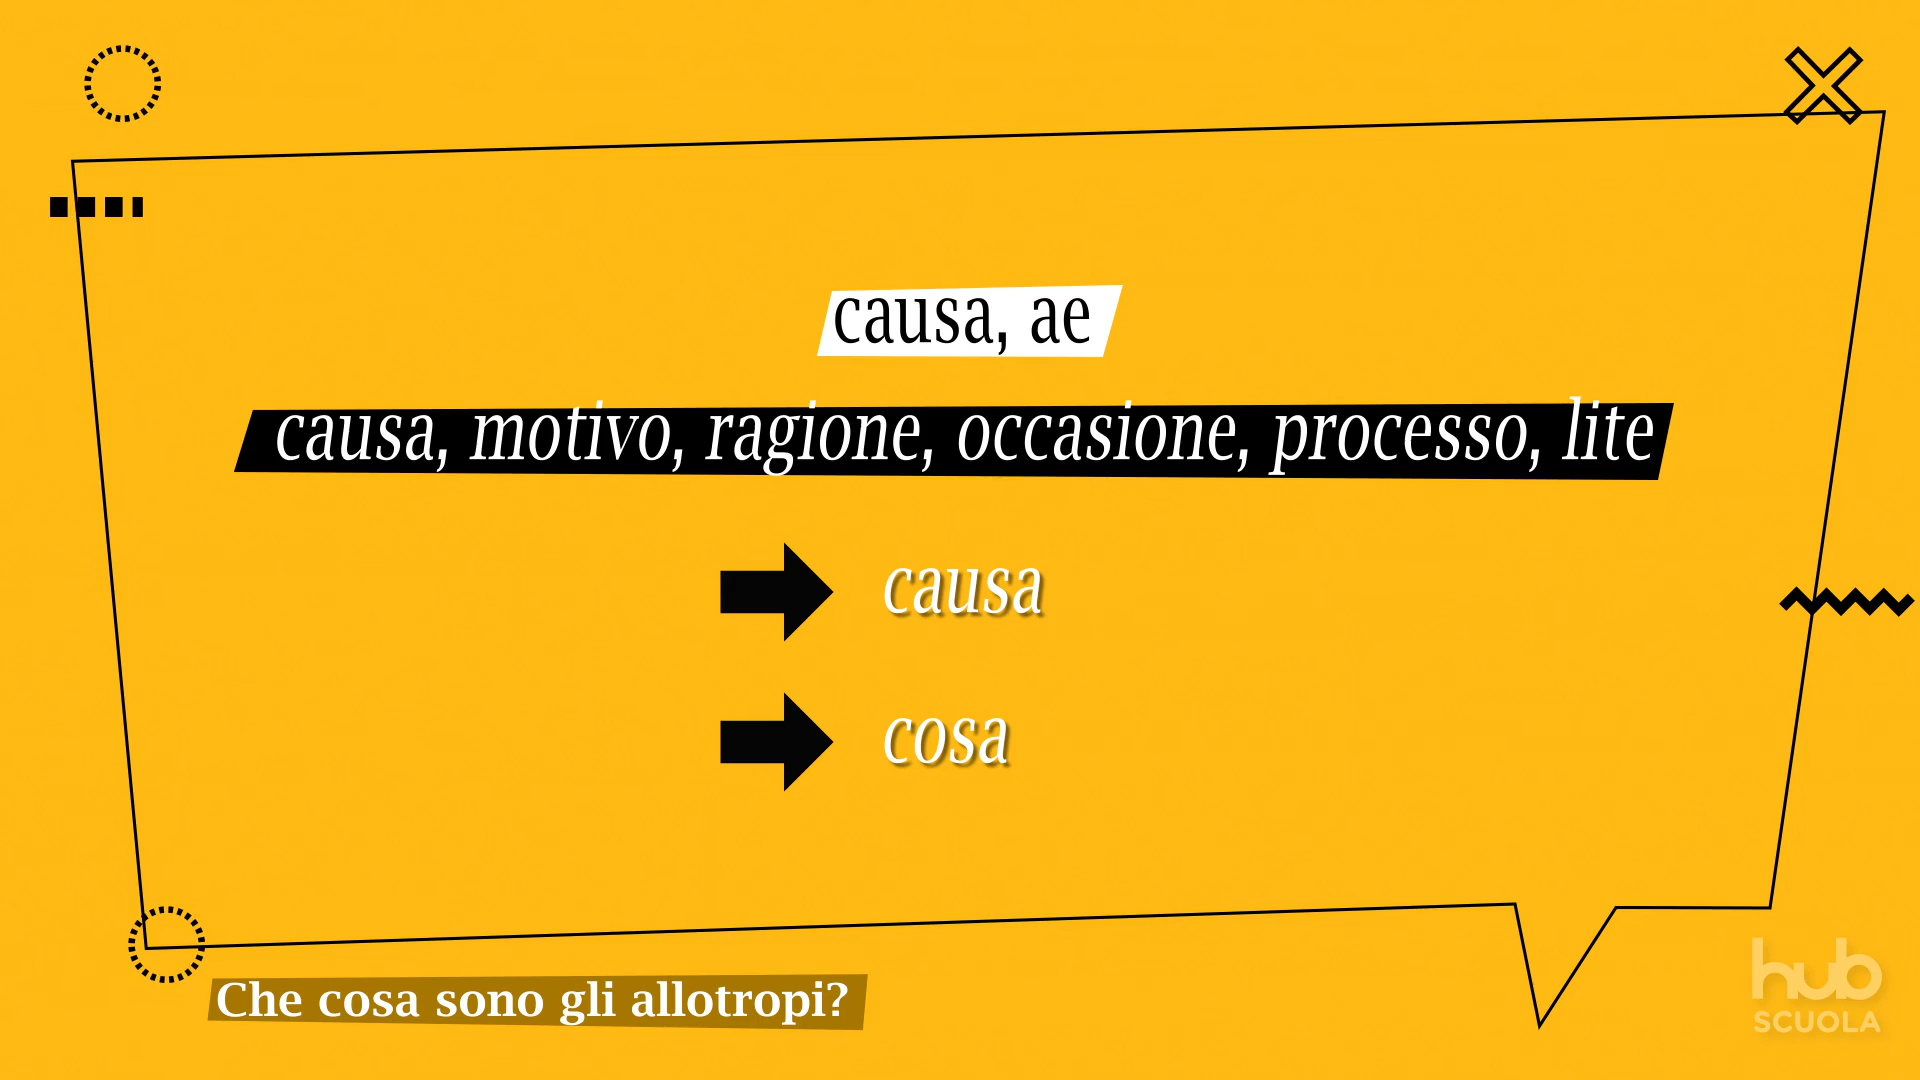 causa, ae
causa, motivo, ragione, occasione, processo, lite
causa
cosa
Che cosa sono gli allotropi?
hub
SCUOLA